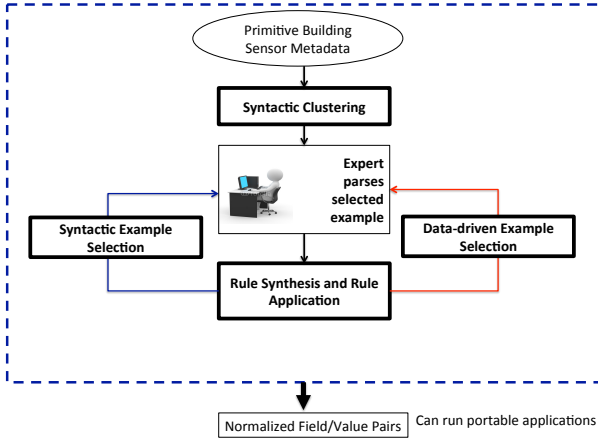 Primitive Building
Sensor Metadata
Syntactic Clustering
Expert
parses
selected
example
Syntactic Example
Selection
Data-driven Example
Selection
Rule Synthesis and Rule
Application
Normalized Field/Value Pairs
Can run portable applications